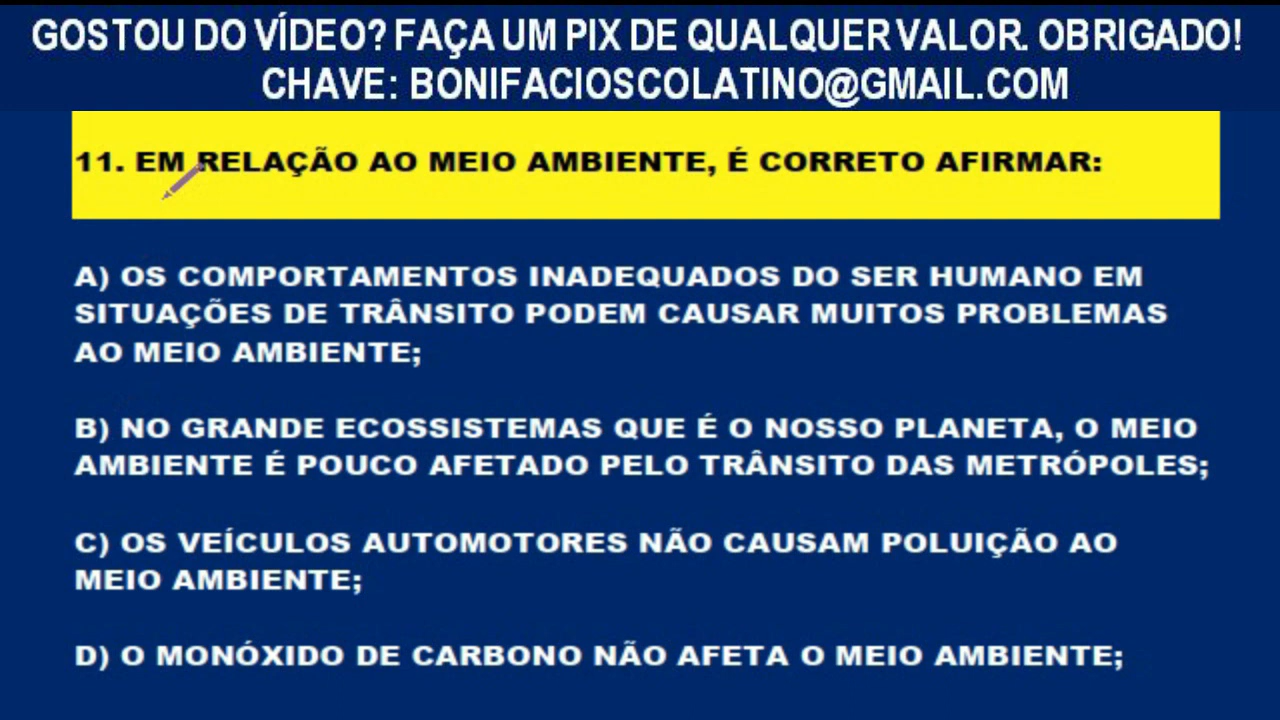 GOSTOU DO VÍDEO? FAÇA UM PIX DE QUALQUER VALOR. OBRIGADO!
CHAVE: BONIFACIOSCOLATINO@GMAIL.COM
11. EM RELAÇÃO AO MEIO AMBIENTE, É CORRETO AFIRMAR:
A) OS COMPORTAMENTOS INADEQUADOS DO SER HUMANO EM
SITUAÇÕES DE TRÂNSITO PODEM CAUSAR MUITOS PROBLEMAS
AO MEIO AMBIENTE;
B) NO GRANDE ECOSSISTEMAS QUE É O NOSSO PLANETA, O MEIO
AMBIENTE É POUCO AFETADO PELO TRÂNSITO DAS METRÓPOLES;
C) OS VEÍCULOS AUTOMOTORES NÃO CAUSAM POLUIÇÃO AO
MEIO AMBIENTE;
D) O MONÓXIDO DE CARBONO NÃO AFETA O MEIO AMBIENTE;